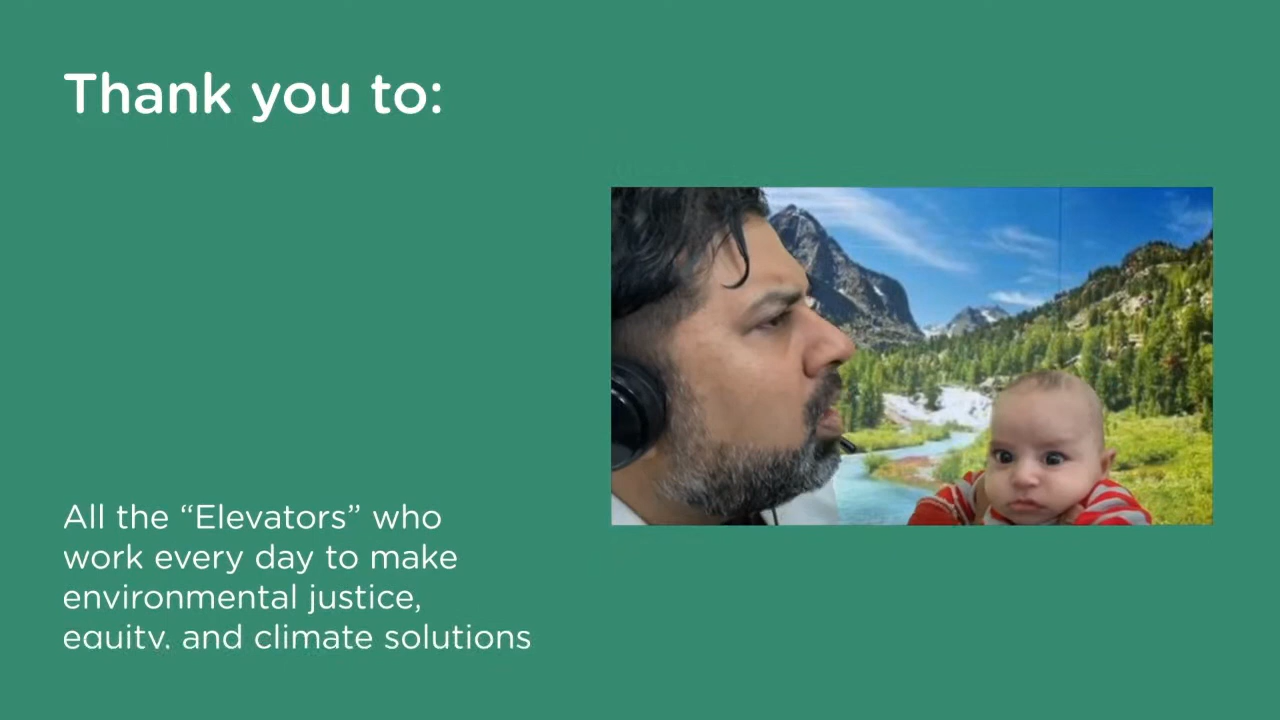 Thank you to:
All the “Elevators” who
work every day to make
environmental justice,
equity, and climate solutions